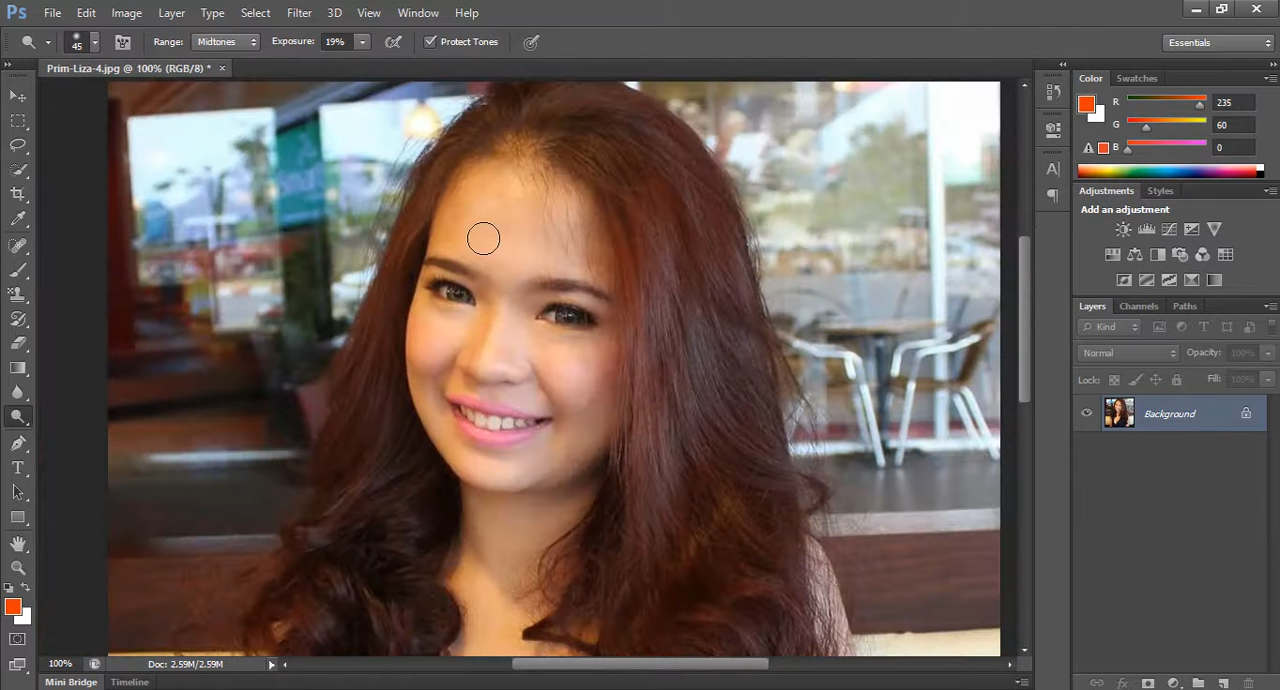 Ps File Edit Image Layer Type Select Filter 3D View Window Help
45 Range: Midtones Exposure: 19% Protect Tones Essentials
Prim-Liza-4.jpg @ 100% (RGB/8) * ×
Color Swatches
R 235
G 60
B 0
Adjustments Styles
Add an adjustment
Layers Channels Paths
Kind
Normal Opacity: 100%
Lock: Fill: 100%
Background
100% Doc: 2.59M/2.59M
Mini Bridge Timeline